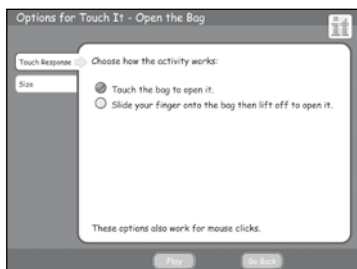 Options for Touch It - Open the Bag
it
Touch Response
Choose how the activity works:
Size
Touch the bag to open it.
Slide your finger onto the bag then lift off to open it.
These options also work for mouse clicks.
Play
Go Back